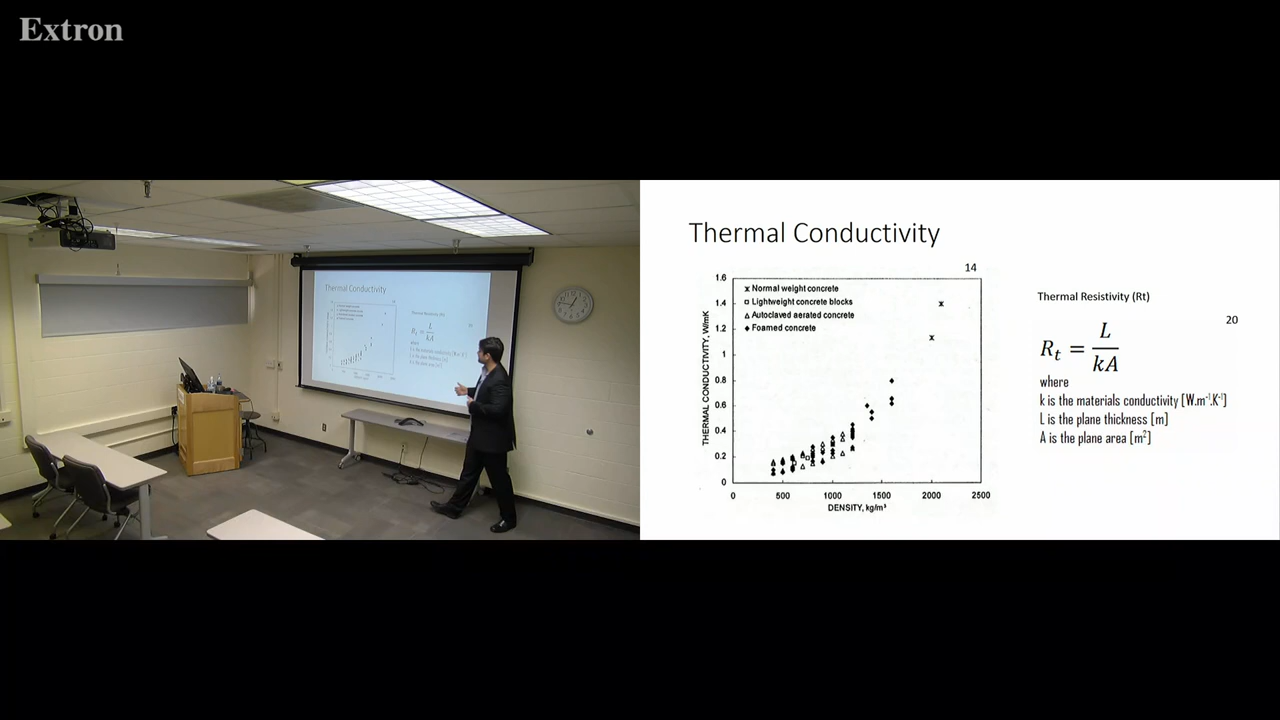 Extron
Thermal Conductivity
Thermal Conductivity
14
1.6
1.4
1.2
1
0.8
0.6
0.4
0.2
0
THERMAL CONDUCTIVITY, W/mK
Normal weight concrete
Lightweight concrete blocks
Autoclaved aerated concrete
Foamed concrete
0 500 1000 1500 2000 2500
DENSITY, kg/m³
Thermal Resistivity (Rt)
20
Rₜ = L / kA
where
k is the materials conductivity [W.m⁻¹.K⁻¹]
L is the plane thickness [m]
A is the plane area [m²]